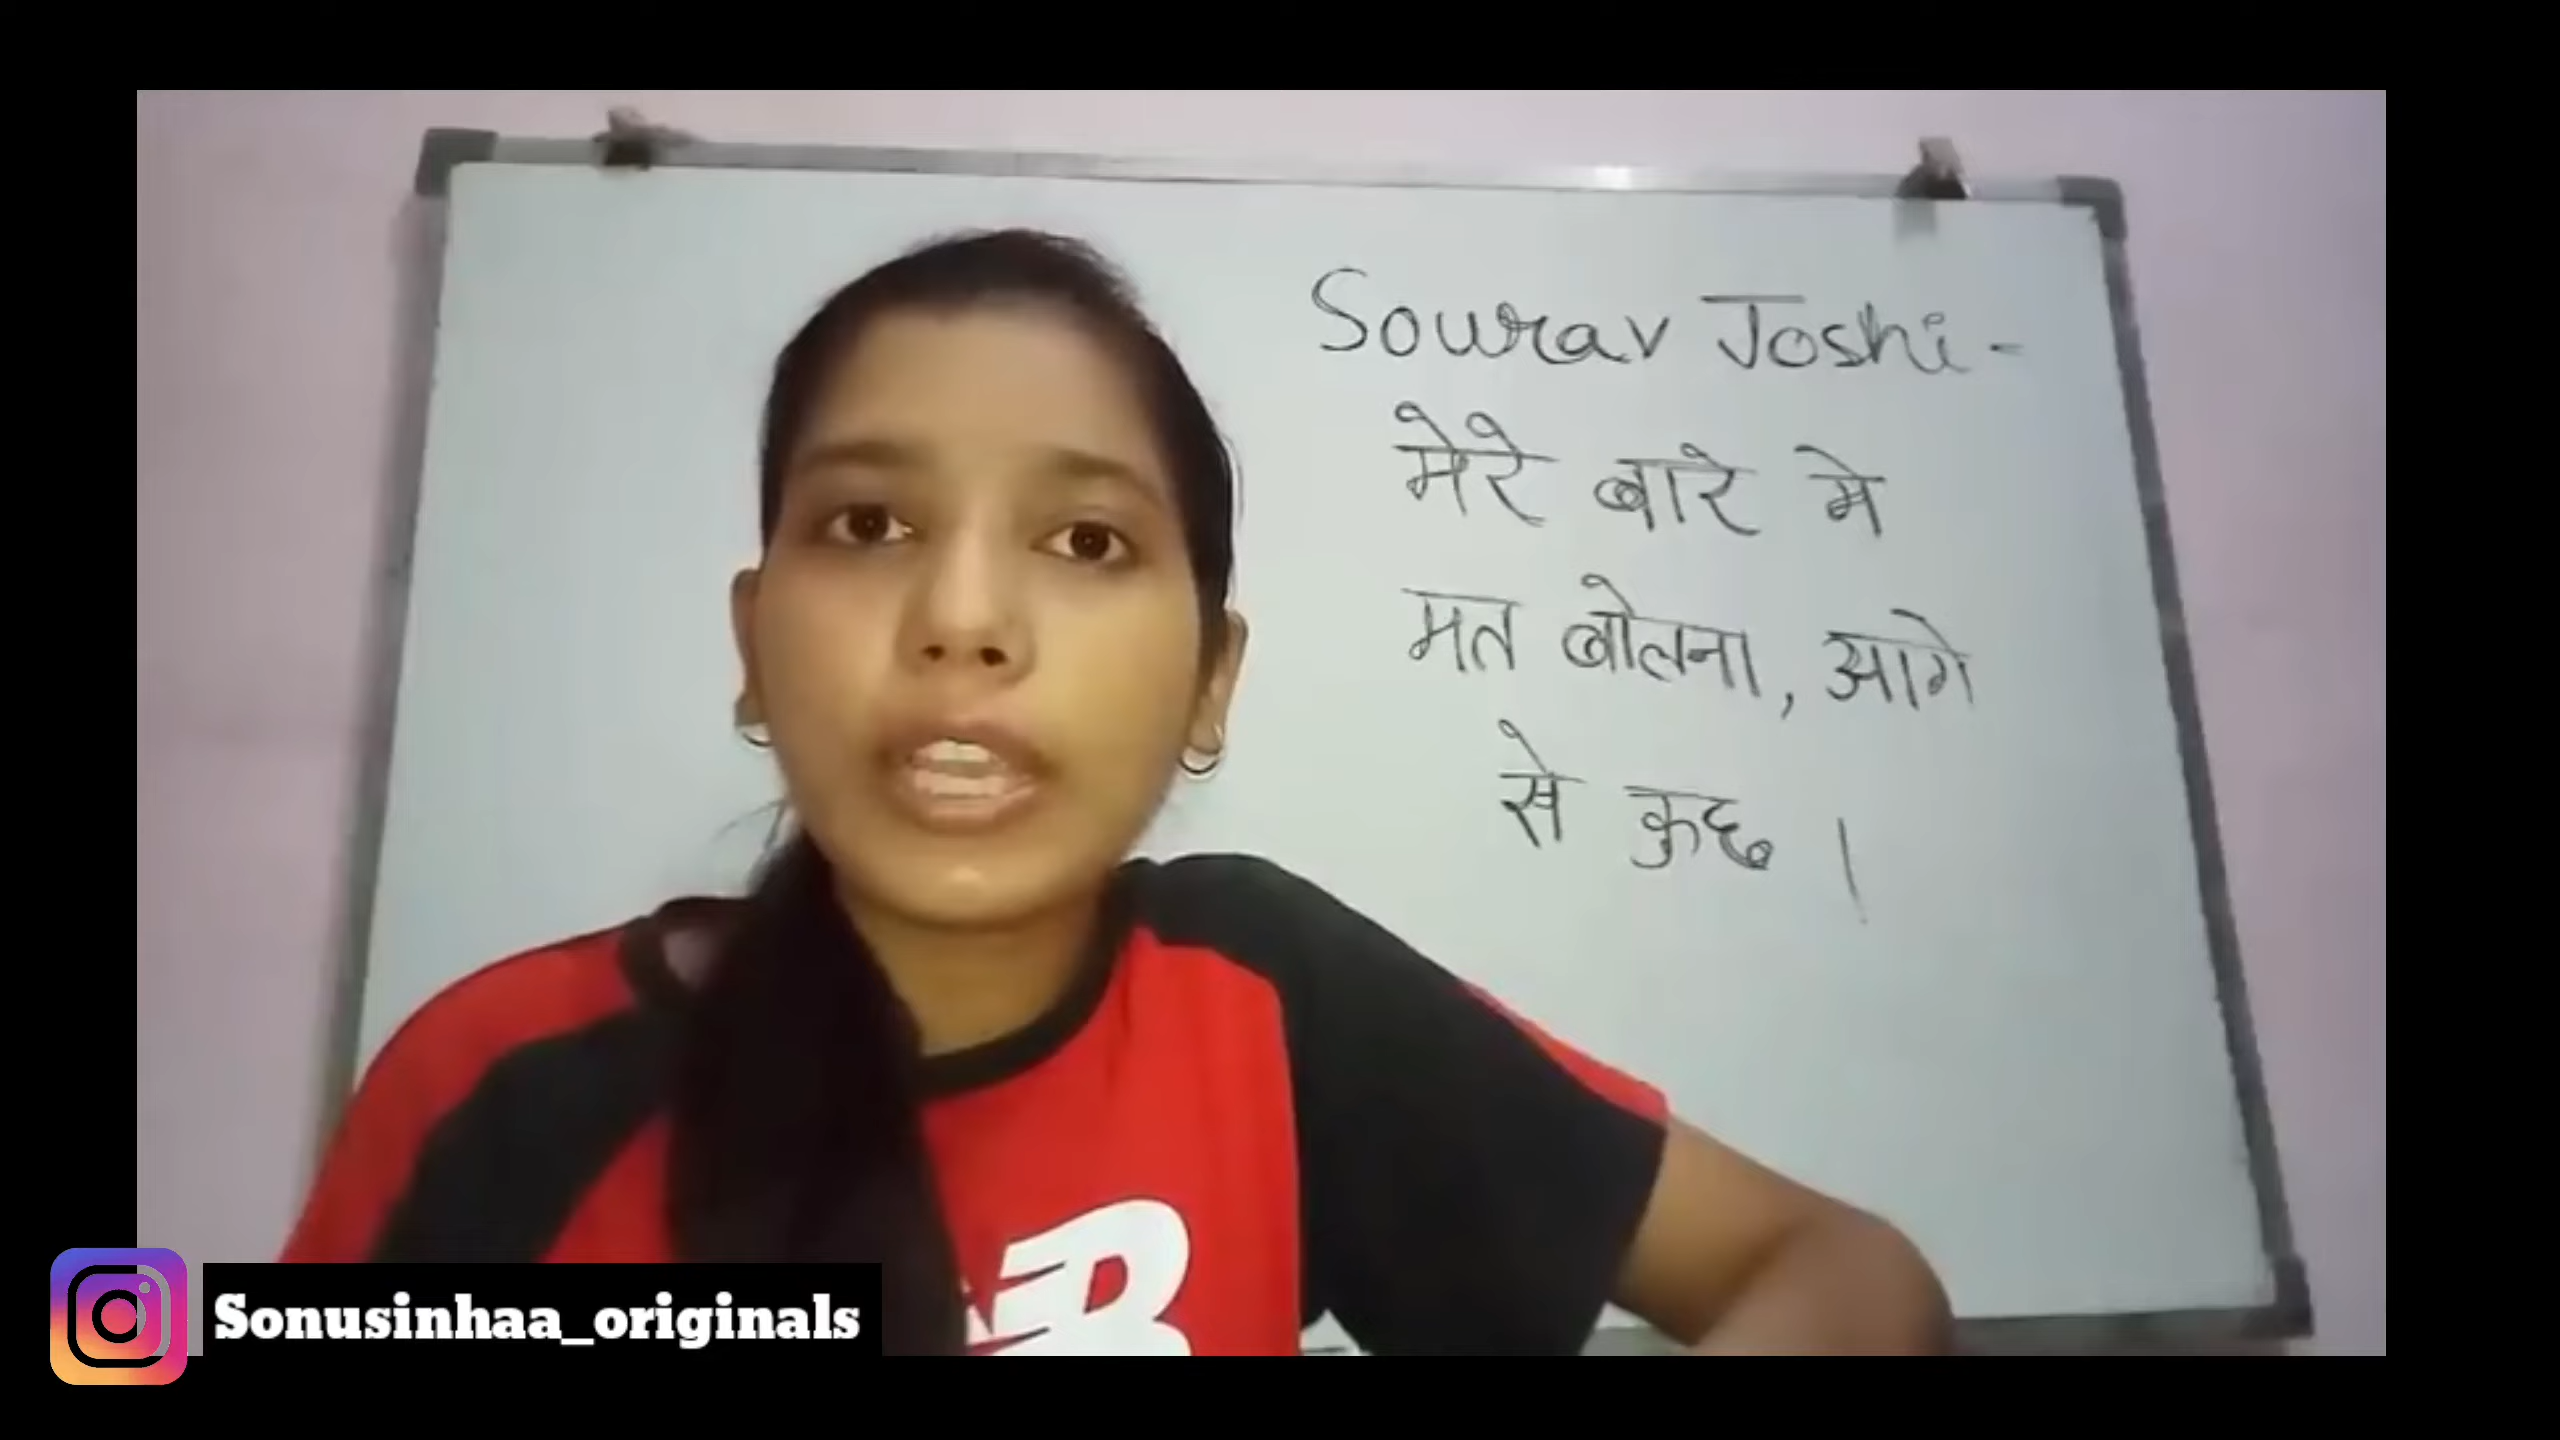 Sourav Joshi-
मेरे बारे मे
मत बोलना, आगे
से कुछ ।
Sonusinhaa_originals